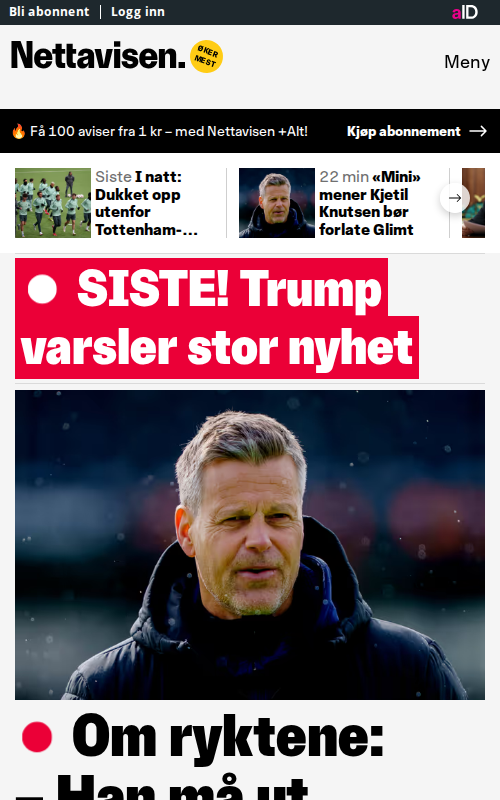 Bli abonnent
Logg inn
aID
Nettavisen.
ØKER
MEST
Meny
🔥 Få 100 aviser fra 1 kr – med Nettavisen +Alt!
Kjøp abonnement →
Siste I natt:
Dukket opp
utenfor
Tottenham-...
22 min «Mini»
mener Kjetil
Knutsen bør
forlate Glimt
SISTE! Trump
varsler stor nyhet
Om ryktene:
– Han må ut